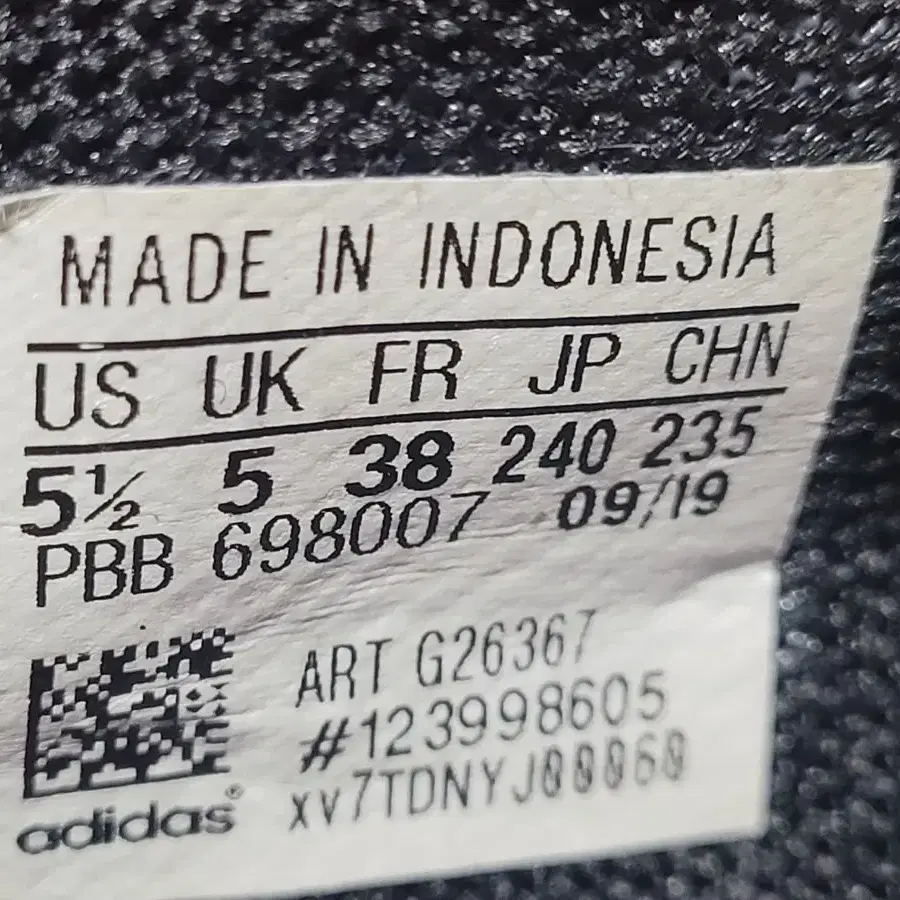 MADE IN INDONESIA
US UK FR JP CHN
5½ 5 38 240 235
PBB 698007 09/19
ART G26367
#123998605
XV7TDNYJ00060
adidas®